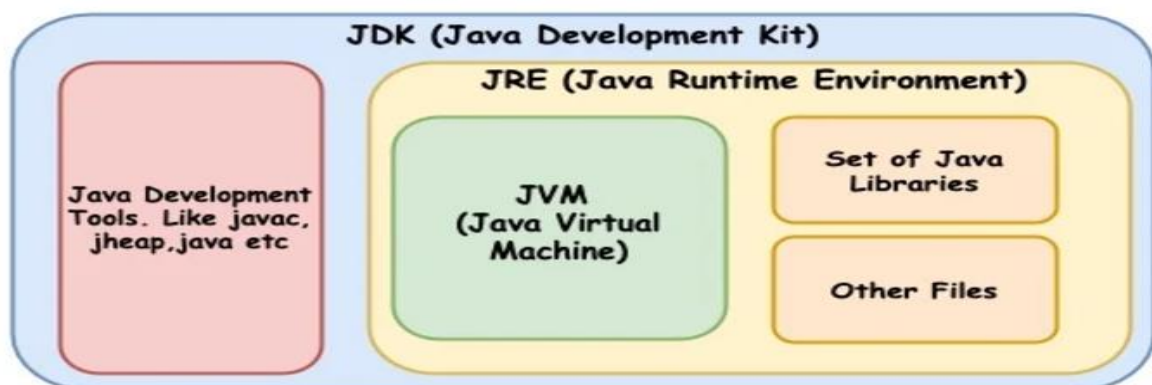 JDK (Java Development Kit)
JRE (Java Runtime Environment)
Java Development
Tools. Like javac,
jheap,java etc
JVM
(Java Virtual
Machine)
Set of Java
Libraries
Other Files